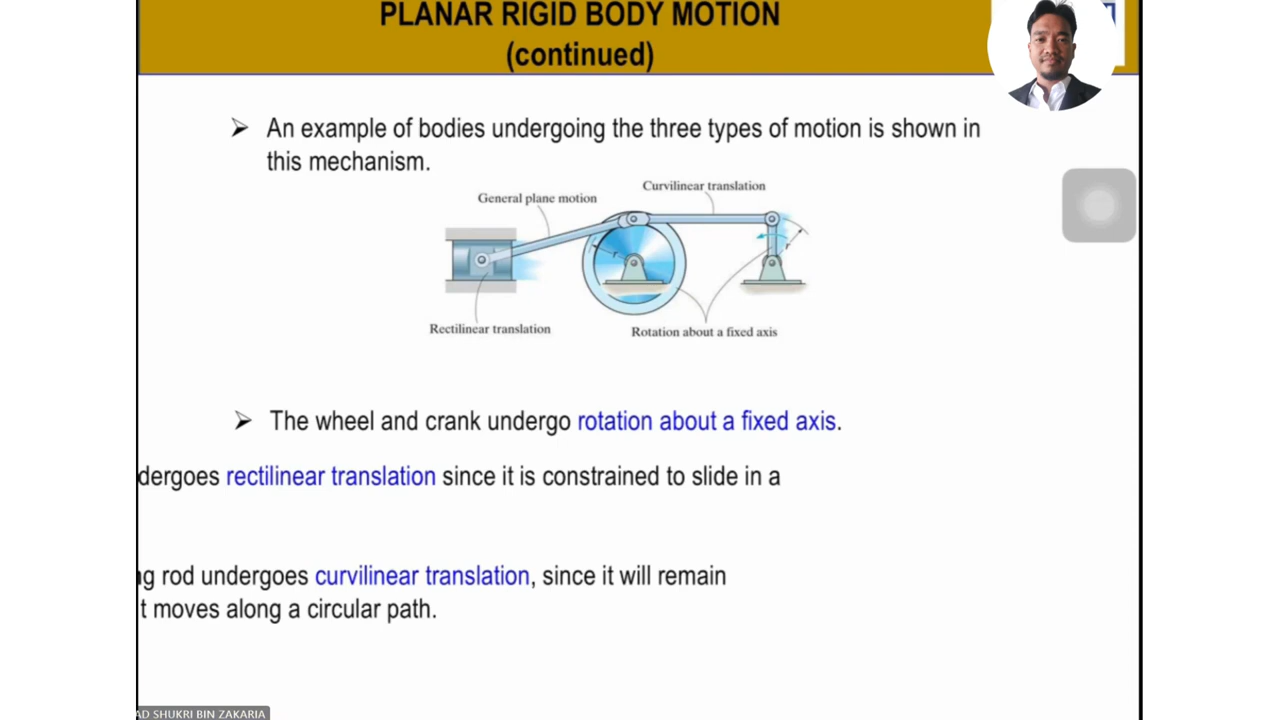 PLANAR RIGID BODY MOTION
(continued)
An example of bodies undergoing the three types of motion is shown in
this mechanism.
Curvilinear translation
General plane motion
r
r
Rectilinear translation
Rotation about a fixed axis
The wheel and crank undergo rotation about a fixed axis.
dergoes rectilinear translation since it is constrained to slide in a
g rod undergoes curvilinear translation, since it will remain
t moves along a circular path.
AD SHUKRI BIN ZAKARIA